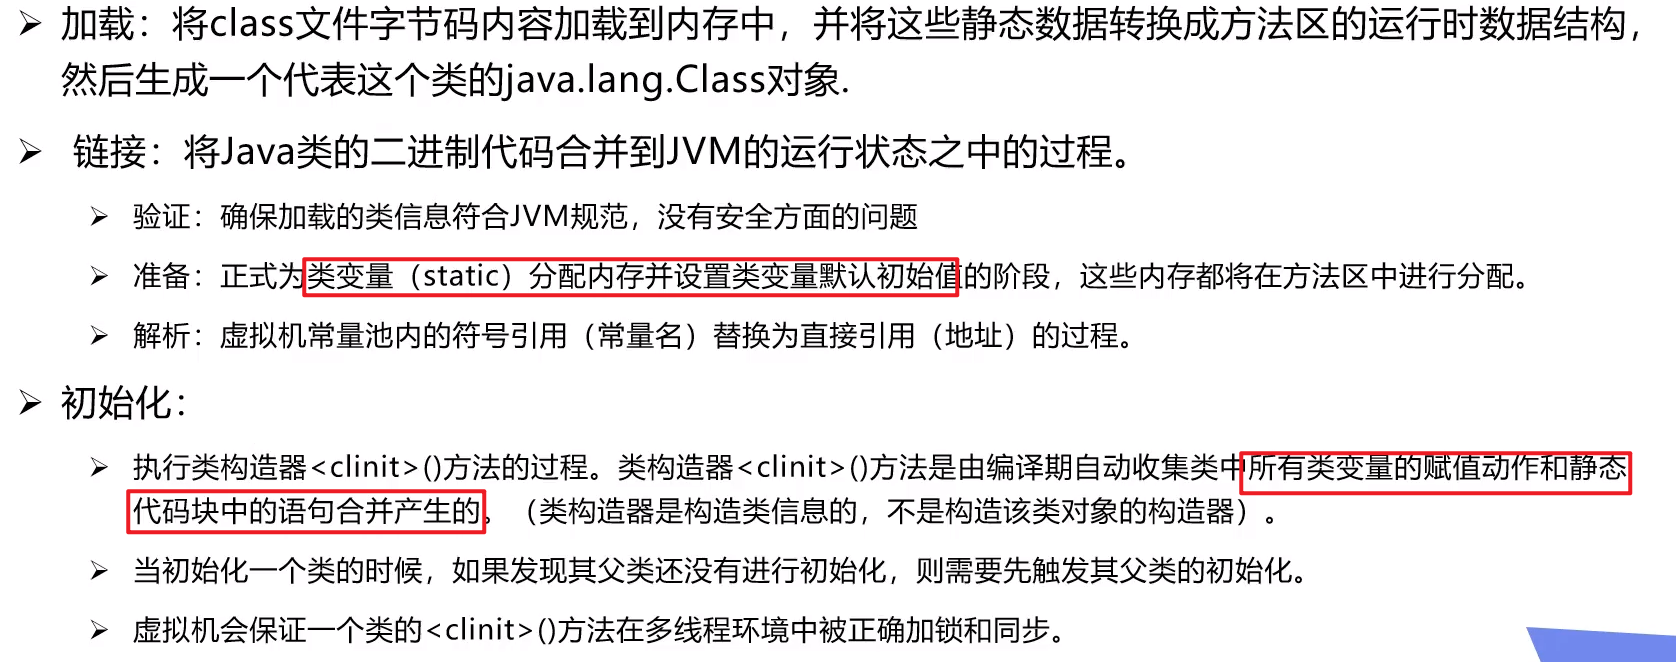 加载：将class文件字节码内容加载到内存中，并将这些静态数据转换成方法区的运行时数据结构，
然后生成一个代表这个类的java.lang.Class对象.
链接：将Java类的二进制代码合并到JVM的运行状态之中的过程。
验证：确保加载的类信息符合JVM规范，没有安全方面的问题
准备：正式为类变量（static）分配内存并设置类变量默认初始值的阶段，这些内存都将在方法区中进行分配。
解析：虚拟机常量池内的符号引用（常量名）替换为直接引用（地址）的过程。
初始化：
执行类构造器<clinit>()方法的过程。类构造器<clinit>()方法是由编译期自动收集类中所有类变量的赋值动作和静态
代码块中的语句合并产生的。（类构造器是构造类信息的，不是构造该类对象的构造器）。
当初始化一个类的时候，如果发现其父类还没有进行初始化，则需要先触发其父类的初始化。
虚拟机会保证一个类的<clinit>()方法在多线程环境中被正确加锁和同步。